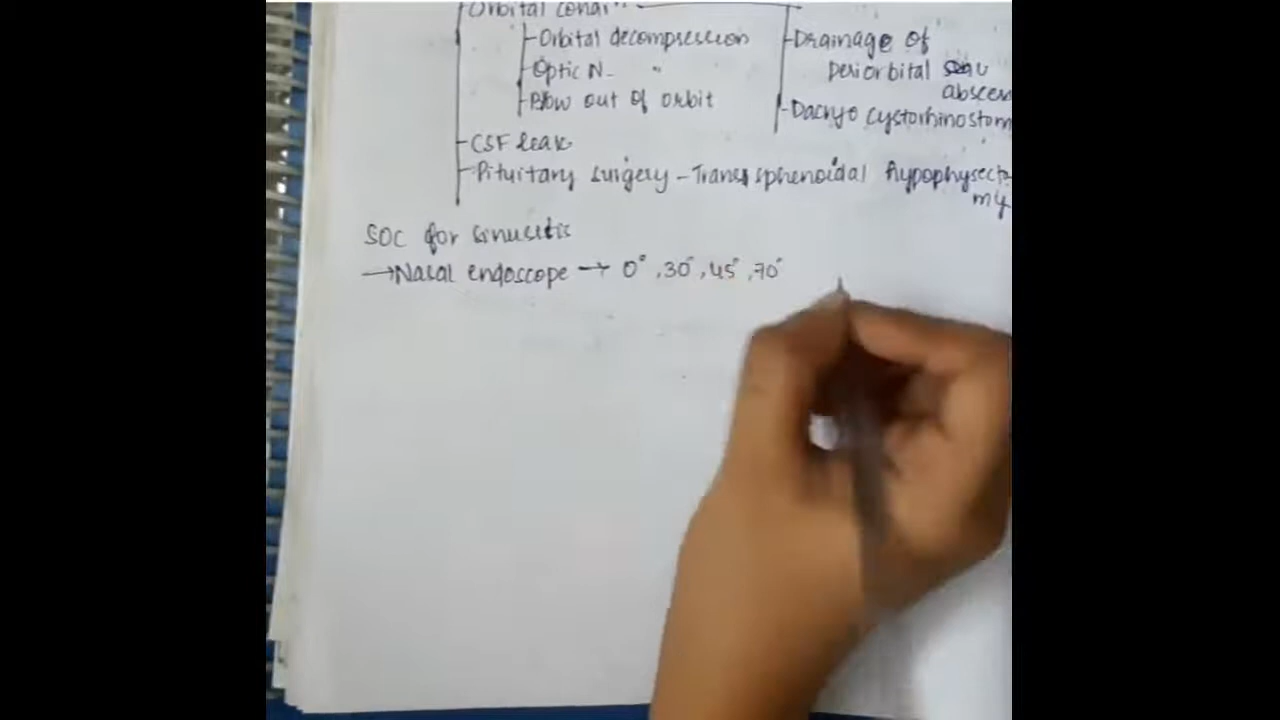 Orbital condi
Orbital decompression
Optic N. "
Blow out of orbit
Drainage of
periorbital
abscess
Dacryo cystorhinostom
CSF leak
Pituitary surgery - Trans sphenoidal hypophysecto
my
SOC for sinusitis
→Nasal endoscope → 0°, 30°, 45°, 70°